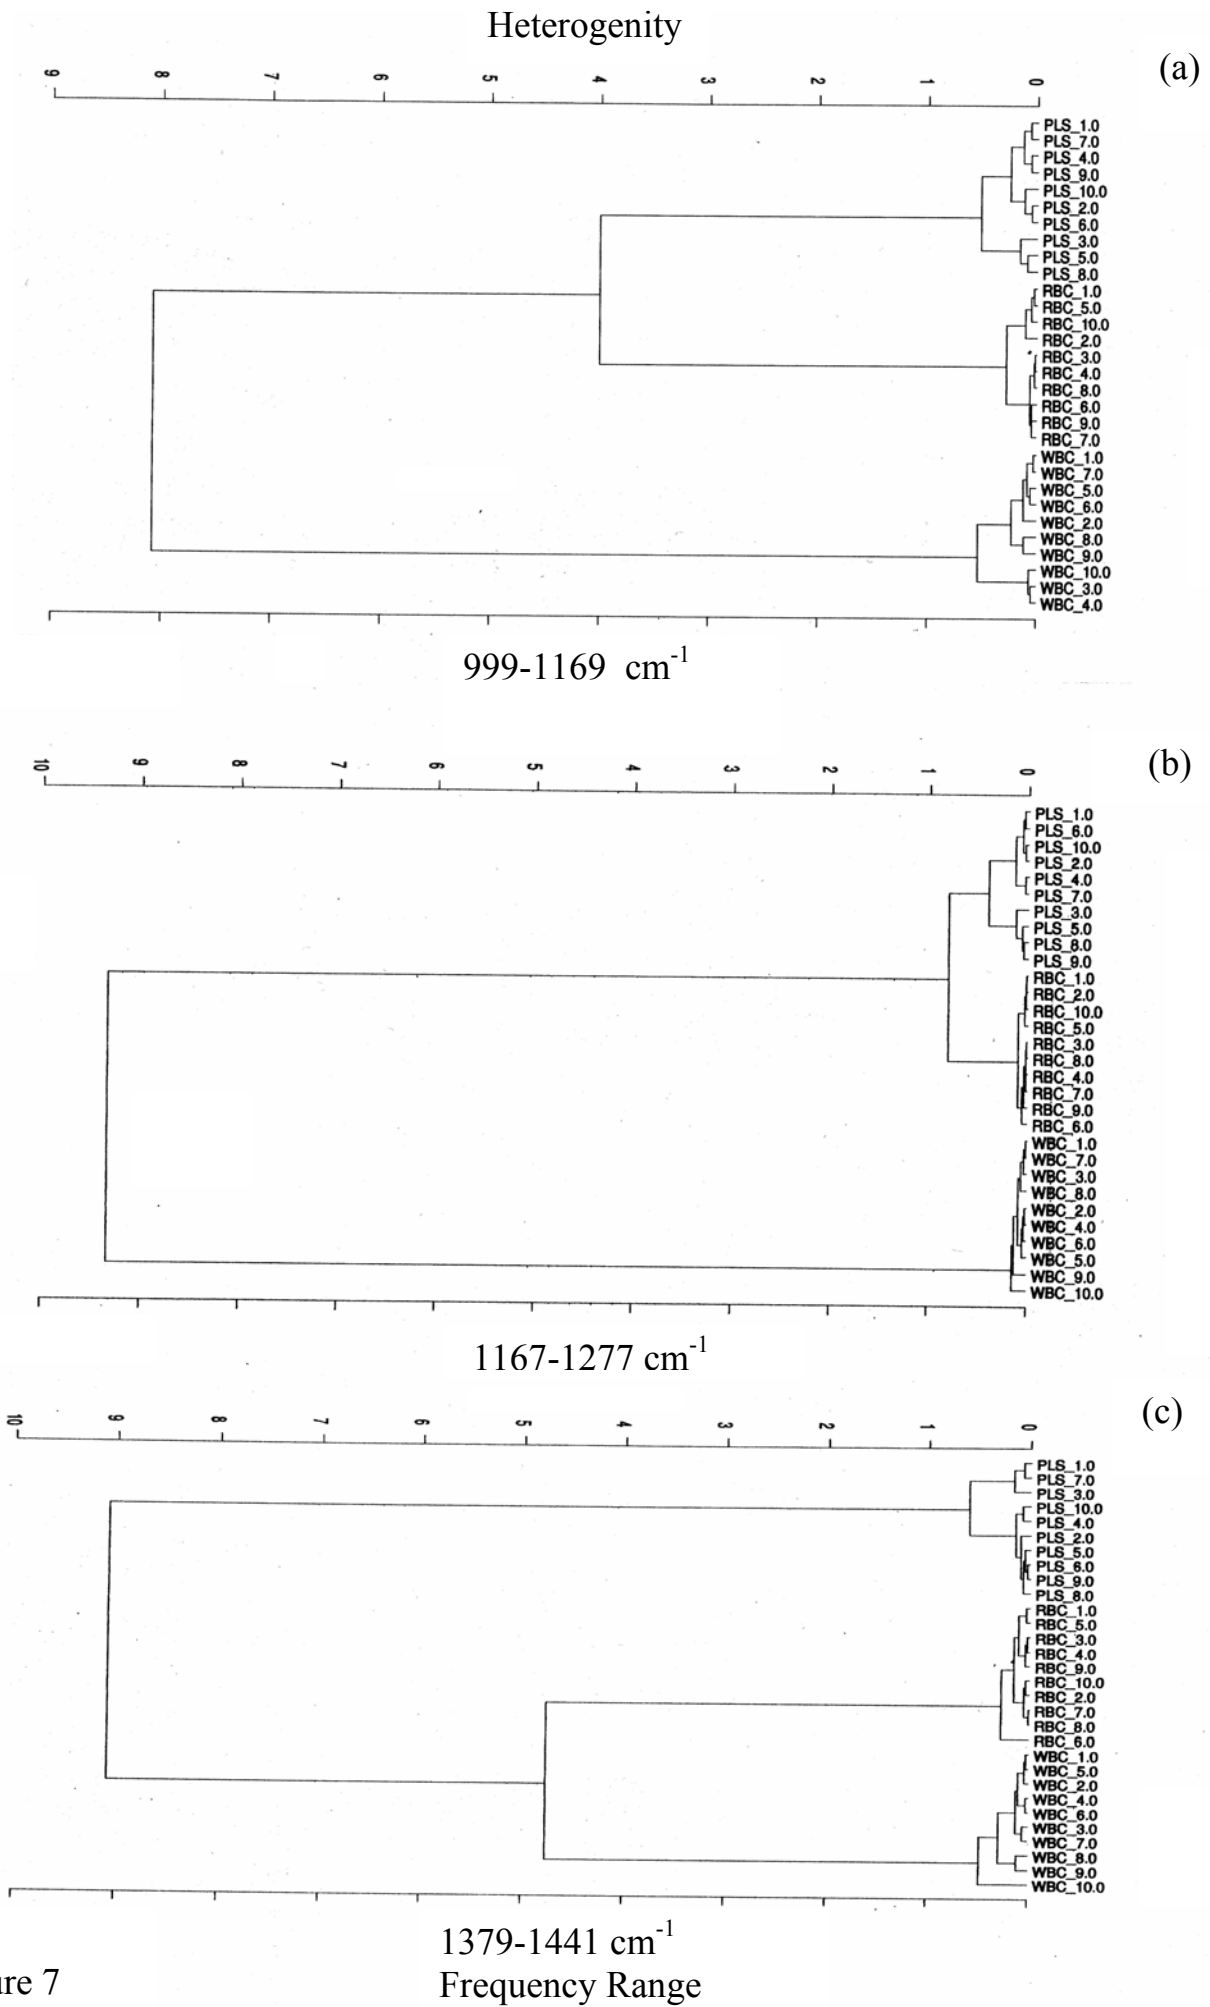 Heterogenity
(a)
9 8 7 6 5 4 3 2 1 0
PLS_1.0
PLS_7.0
PLS_4.0
PLS_9.0
PLS_10.0
PLS_2.0
PLS_6.0
PLS_3.0
PLS_5.0
PLS_8.0
RBC_1.0
RBC_5.0
RBC_10.0
RBC_2.0
RBC_3.0
RBC_4.0
RBC_8.0
RBC_6.0
RBC_9.0
RBC_7.0
WBC_1.0
WBC_7.0
WBC_5.0
WBC_6.0
WBC_2.0
WBC_8.0
WBC_9.0
WBC_10.0
WBC_3.0
WBC_4.0
999-1169 cm⁻¹
(b)
10 9 8 7 6 5 4 3 2 1 0
PLS_1.0
PLS_6.0
PLS_10.0
PLS_2.0
PLS_4.0
PLS_7.0
PLS_3.0
PLS_5.0
PLS_8.0
PLS_9.0
RBC_1.0
RBC_2.0
RBC_10.0
RBC_5.0
RBC_3.0
RBC_8.0
RBC_4.0
RBC_7.0
RBC_9.0
RBC_6.0
WBC_1.0
WBC_7.0
WBC_3.0
WBC_8.0
WBC_2.0
WBC_4.0
WBC_6.0
WBC_5.0
WBC_9.0
WBC_10.0
1167-1277 cm⁻¹
(c)
10 9 8 7 6 5 4 3 2 1 0
PLS_1.0
PLS_7.0
PLS_3.0
PLS_10.0
PLS_4.0
PLS_2.0
PLS_5.0
PLS_6.0
PLS_9.0
PLS_8.0
RBC_1.0
RBC_5.0
RBC_3.0
RBC_4.0
RBC_9.0
RBC_10.0
RBC_2.0
RBC_7.0
RBC_8.0
RBC_6.0
WBC_1.0
WBC_5.0
WBC_2.0
WBC_4.0
WBC_6.0
WBC_3.0
WBC_7.0
WBC_8.0
WBC_9.0
WBC_10.0
1379-1441 cm⁻¹
ure 7
Frequency Range